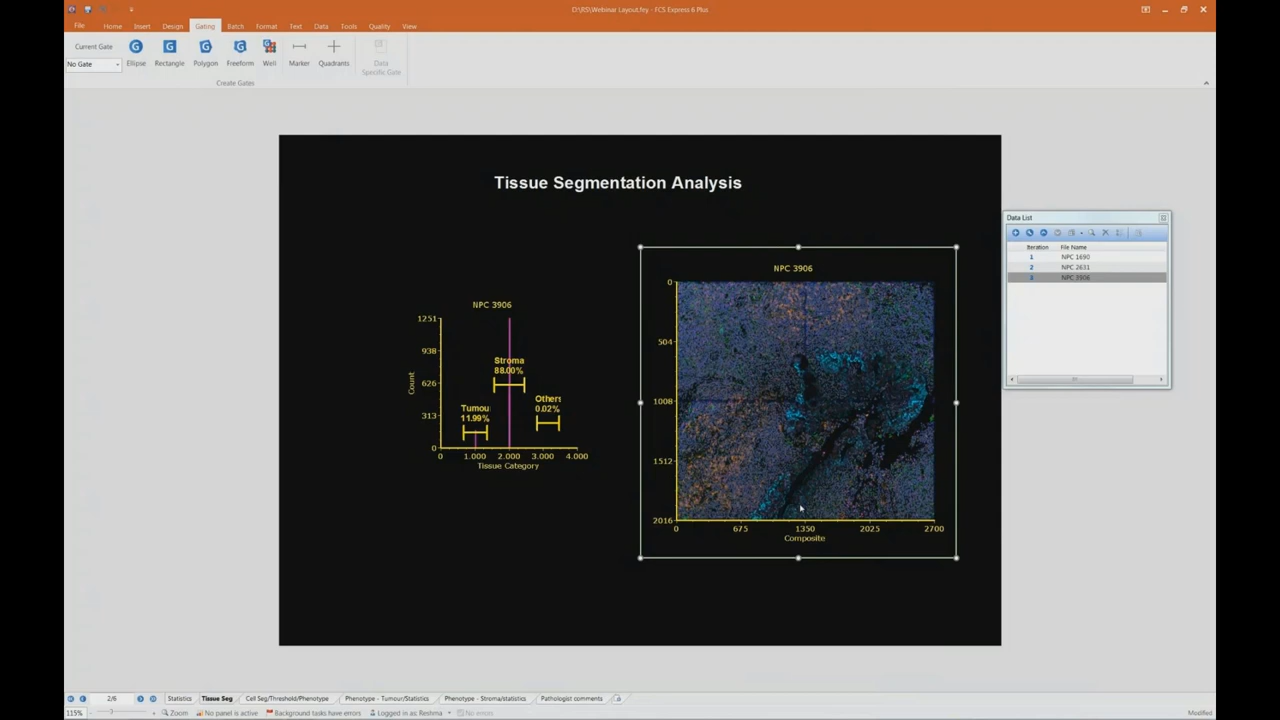 D:\RS\Webinar Layout.fey - FCS Express 6 Plus
File Home Insert Design Gating Batch Format Text Data Tools Quality View
Current Gate
No Gate
Ellipse Rectangle Polygon Freeform Well Marker Quadrants Data Specific Gate
Create Gates
Tissue Segmentation Analysis
NPC 3906
1251
938
626
313
0
Count
Stroma
88.00%
Tumou
11.99%
Others
0.02%
0 1.000 2.000 3.000 4.000
Tissue Category
NPC 3906
0
504
1008
1512
2016
0 675 1350 2025 2700
Composite
Data List
Iteration File Name
1 NPC 1690
2 NPC 2631
3 NPC 3906
2/6 Statistics Tissue Seg Cell Seg/Threshold/Phenotype Phenotype - Tumour/Statistics Phenotype - Stroma/statistics Pathologist comments
115% Zoom No panel is active Background tasks have errors Logged in as: Reshma No errors Modified